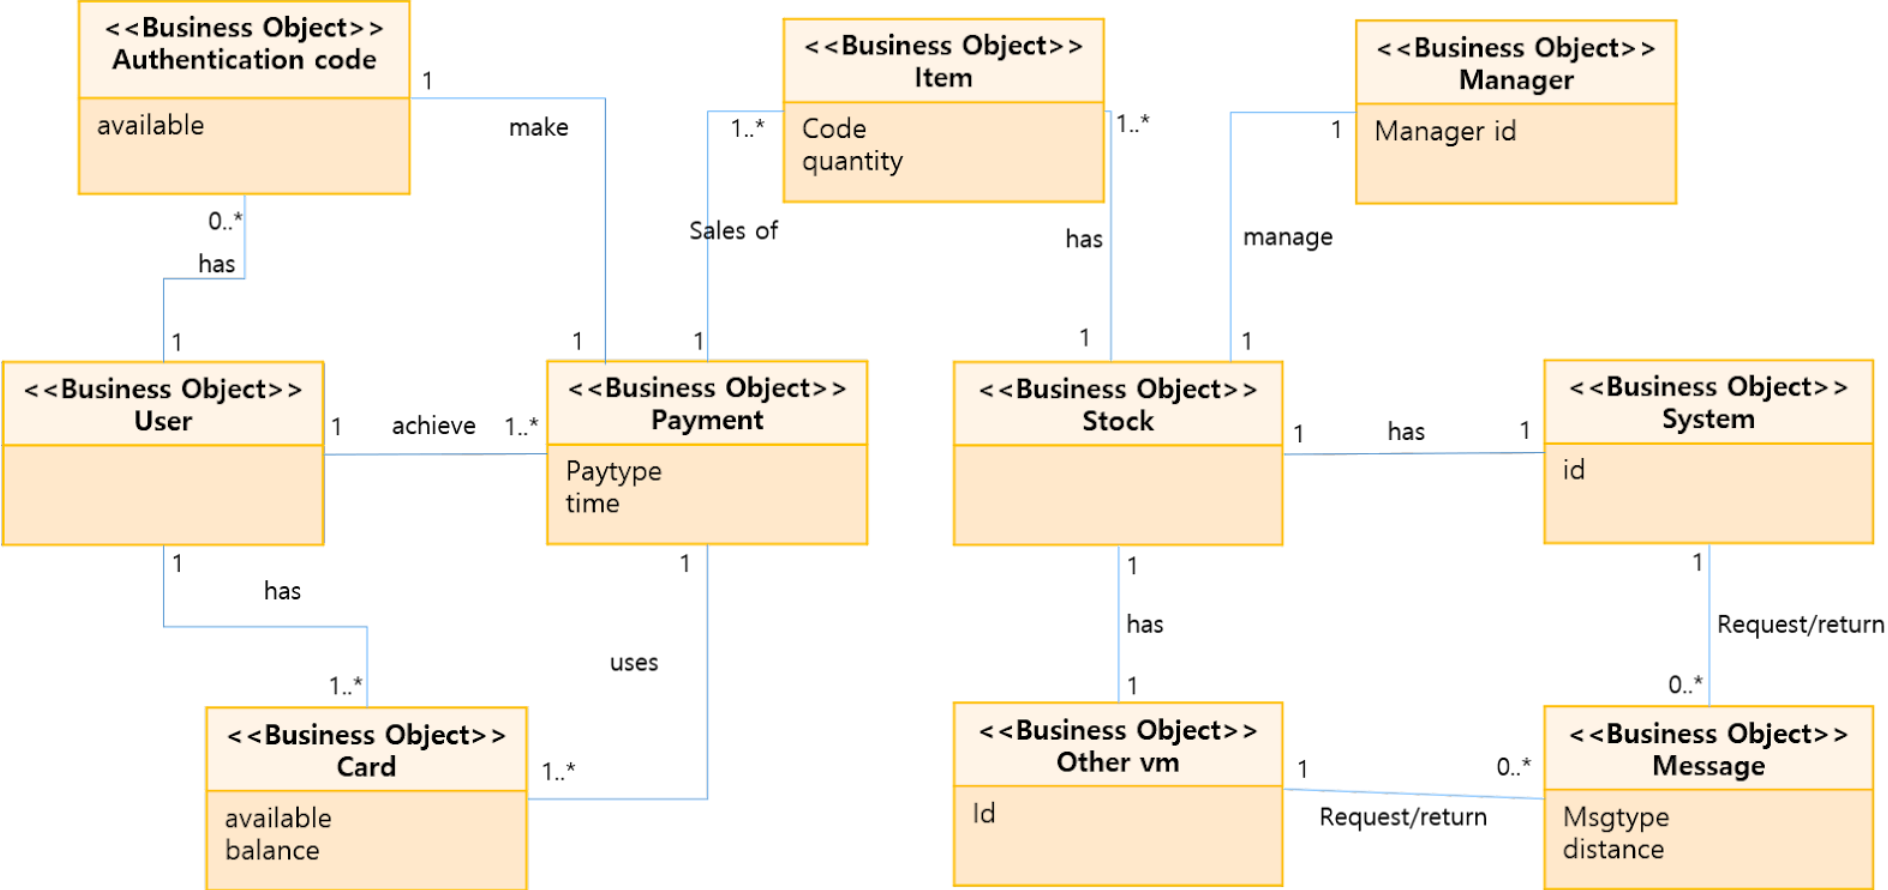 <<Business Object>>
Authentication code
available
1
make
0..*
has
1
1
<<Business Object>>
Item
Code
quantity
1..*
1..*
Sales of
1
has
1
<<Business Object>>
Manager
Manager id
1
manage
1
<<Business Object>>
User
1
achieve
1..*
<<Business Object>>
Payment
Paytype
time
<<Business Object>>
Stock
1
has
1
<<Business Object>>
System
id
1
has
1..*
1
uses
1..*
<<Business Object>>
Card
available
balance
1
has
1
<<Business Object>>
Other vm
Id
1
Request/return
0..*
1
Request/return
0..*
<<Business Object>>
Message
Msgtype
distance